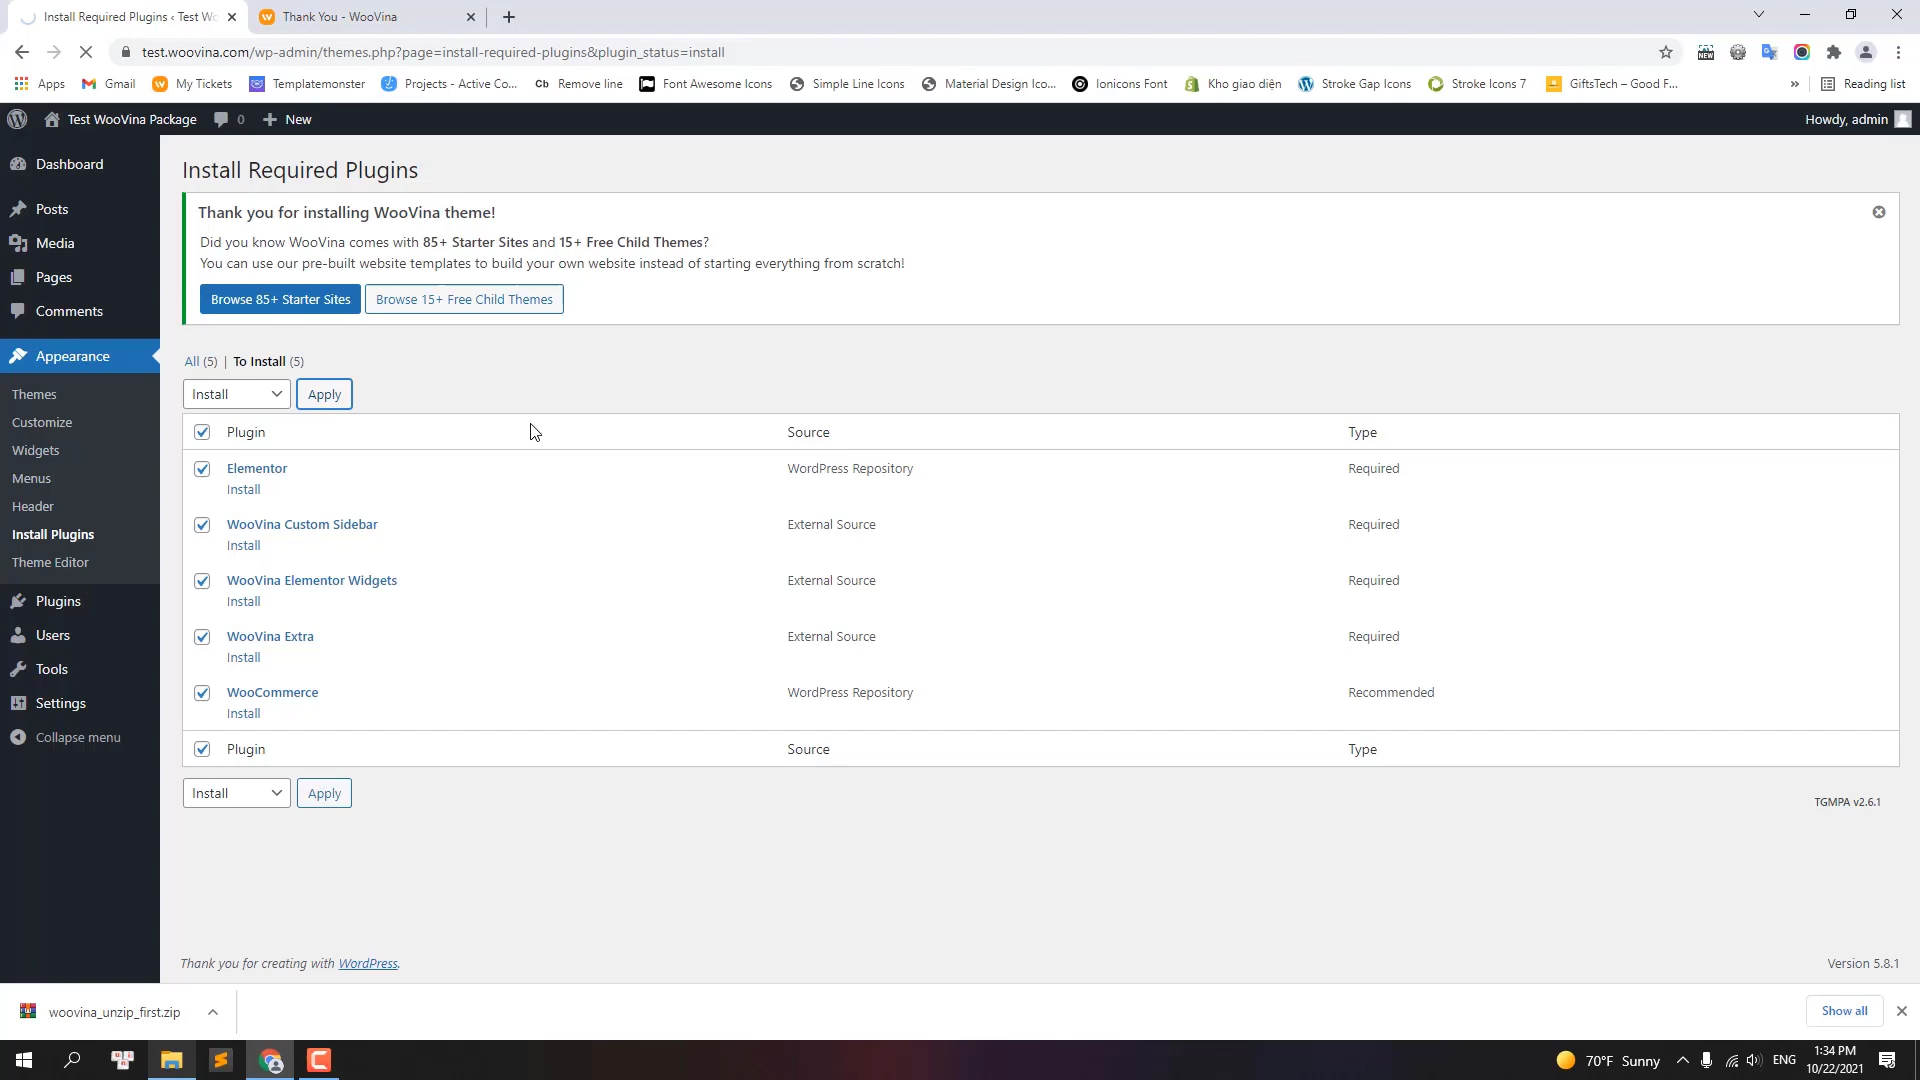 Install Required Plugins ‹ Test Wo
Thank You - WooVina
test.woovina.com/wp-admin/themes.php?page=install-required-plugins&plugin_status=install
Apps
Gmail
My Tickets
Templatemonster
Projects - Active Co...
Cb Remove line
Font Awesome Icons
Simple Line Icons
Material Design Ico...
Ionicons Font
Kho giao diện
Stroke Gap Icons
Stroke Icons 7
GiftsTech – Good F...
»
Reading list
Test WooVina Package
0
New
Howdy, admin
Dashboard
Posts
Media
Pages
Comments
Appearance
Themes
Customize
Widgets
Menus
Header
Install Plugins
Theme Editor
Plugins
Users
Tools
Settings
Collapse menu
Install Required Plugins
Thank you for installing WooVina theme!
Did you know WooVina comes with 85+ Starter Sites and 15+ Free Child Themes?
You can use our pre-built website templates to build your own website instead of starting everything from scratch!
Browse 85+ Starter Sites
Browse 15+ Free Child Themes
All (5) | To Install (5)
Install
Apply
Plugin Source Type
Elementor WordPress Repository Required
Install
WooVina Custom Sidebar External Source Required
Install
WooVina Elementor Widgets External Source Required
Install
WooVina Extra External Source Required
Install
WooCommerce WordPress Repository Recommended
Install
Plugin Source Type
Install
Apply
TGMPA v2.6.1
Thank you for creating with WordPress.
Version 5.8.1
woovina_unzip_first.zip
Show all
70°F Sunny
ENG
1:34 PM
10/22/2021